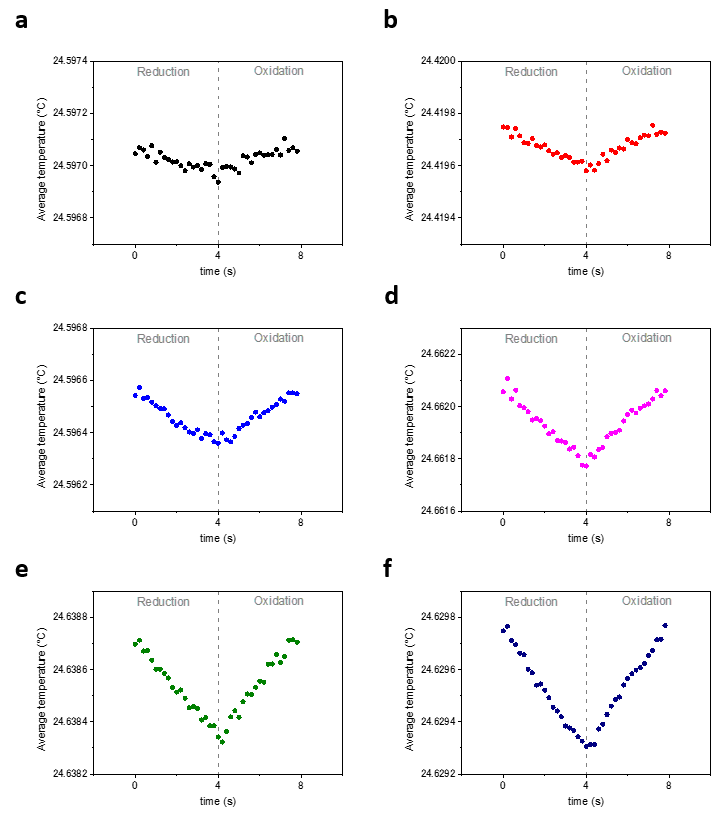 a
b
24.5974
24.5972
24.5970
24.5968
Average temperature (°C)
Reduction
Oxidation
0
4
8
time (s)
24.4200
24.4198
24.4196
24.4194
Average temperature (°C)
Reduction
Oxidation
0
4
8
time (s)
c
d
24.5968
24.5966
24.5964
24.5962
Average temperature (°C)
Reduction
Oxidation
0
4
8
time (s)
24.6622
24.6620
24.6618
24.6616
Average temperature (°C)
Reduction
Oxidation
0
4
8
time (s)
e
f
24.6388
24.6386
24.6384
24.6382
Average temperature (°C)
Reduction
Oxidation
0
4
8
time (s)
24.6298
24.6296
24.6294
24.6292
Average temperature (°C)
Reduction
Oxidation
0
4
8
time (s)